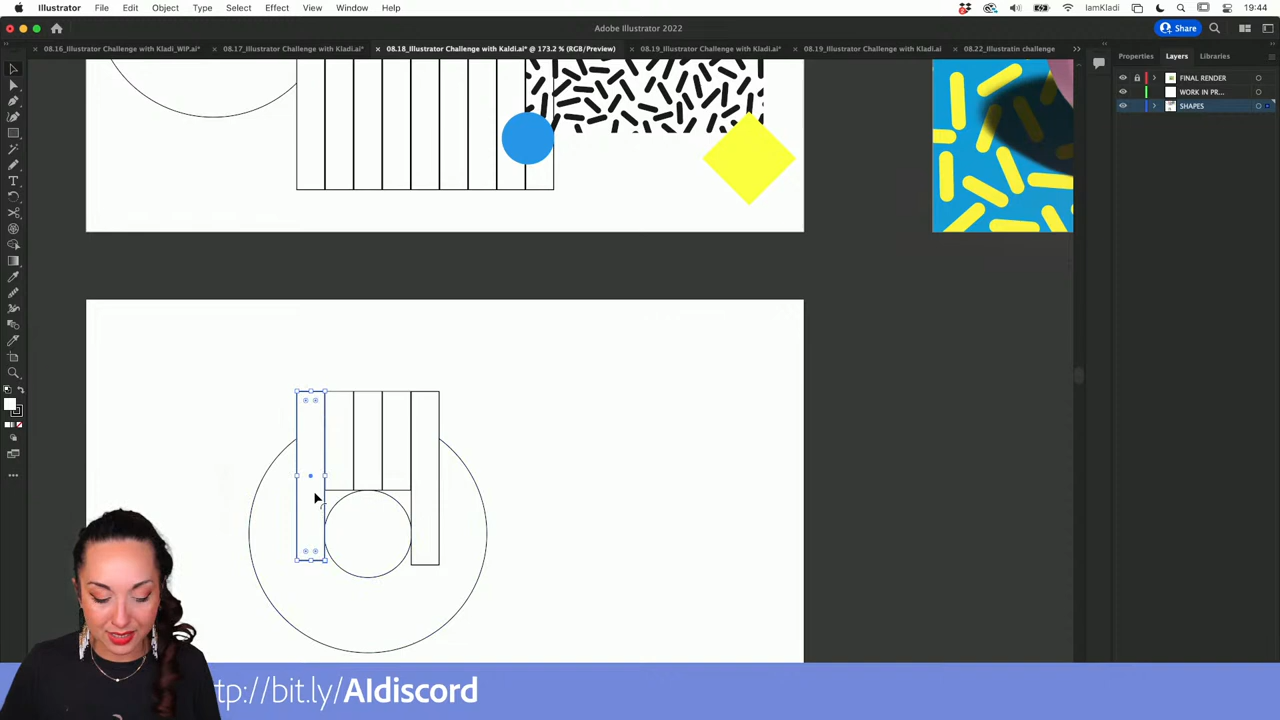 Illustrator File Edit Object Type Select Effect View Window Help IamKladi 19:44
Adobe Illustrator 2022
Share
08.16_Illustrator Challenge with Kladi_WIP.ai*
08.17_Illustrator Challenge with Kladi.ai*
08.18_Illustrator Challenge with Kaldi.ai* @ 173.2 % (RGB/Preview)
08.19_Illustrator Challenge with Kladi.ai*
08.19_Illustrator Challenge with Kladi.ai
08.22_Illustratin challenge
Properties Layers Libraries
FINAL RENDER
WORK IN PR...
SHAPES
tp://bit.ly/AIdiscord